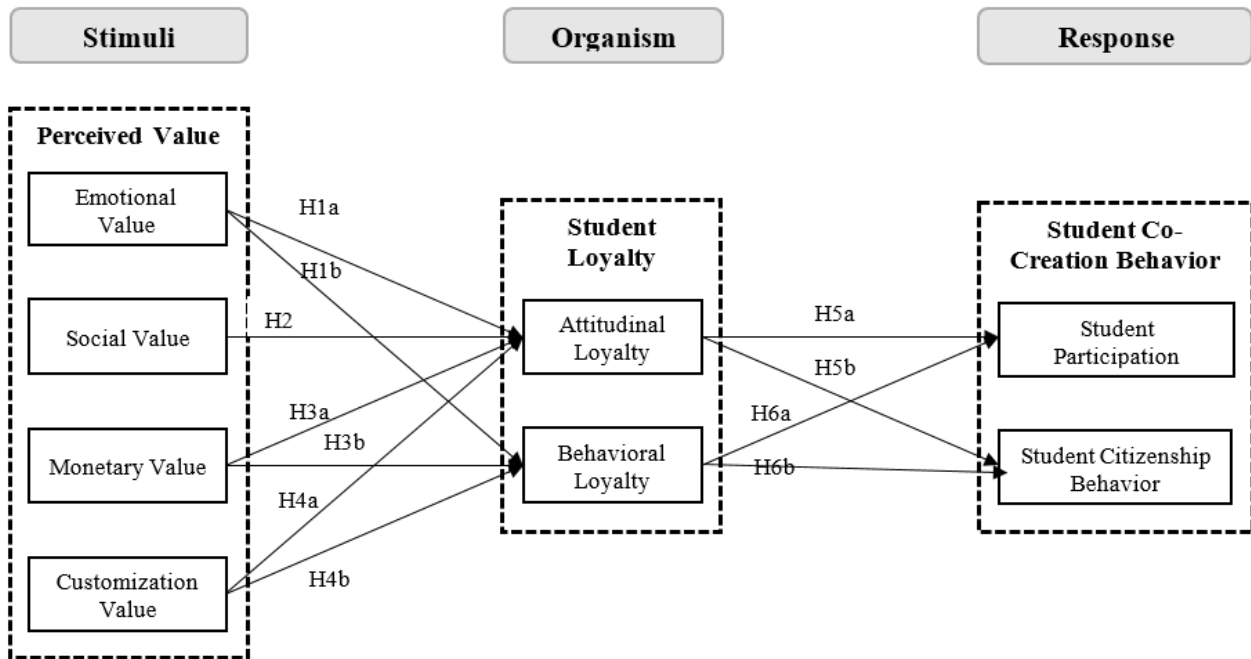 Stimuli
Organism
Response
Perceived Value
Emotional
Value
Social Value
Monetary Value
Customization
Value
H1a
H1b
H2
H3a
H3b
H4a
H4b
Student
Loyalty
Attitudinal
Loyalty
Behavioral
Loyalty
H5a
H5b
H6a
H6b
Student Co-
Creation Behavior
Student
Participation
Student Citizenship
Behavior